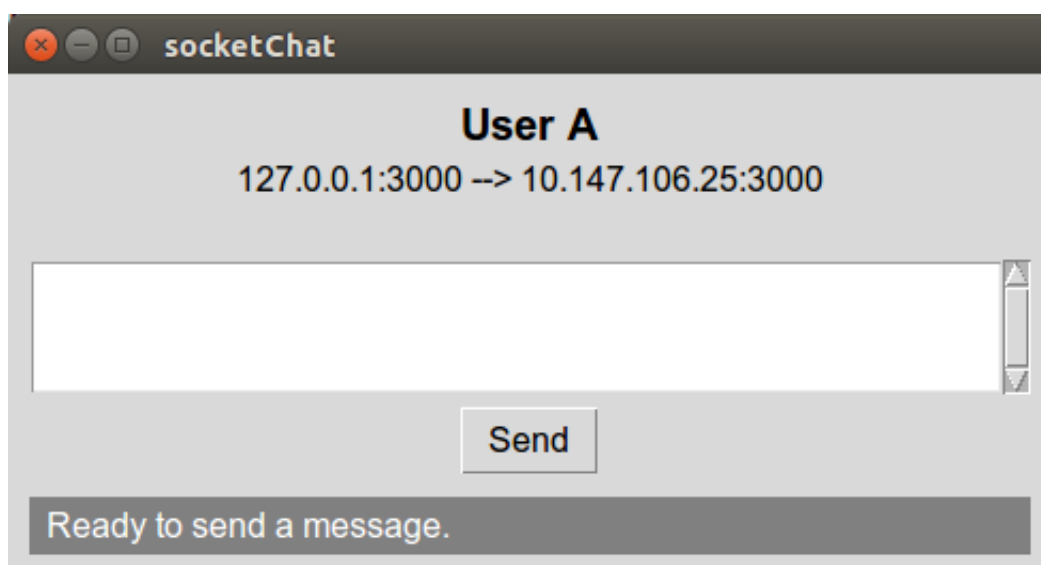 socketChat
User A
127.0.0.1:3000 --> 10.147.106.25:3000
Send
Ready to send a message.